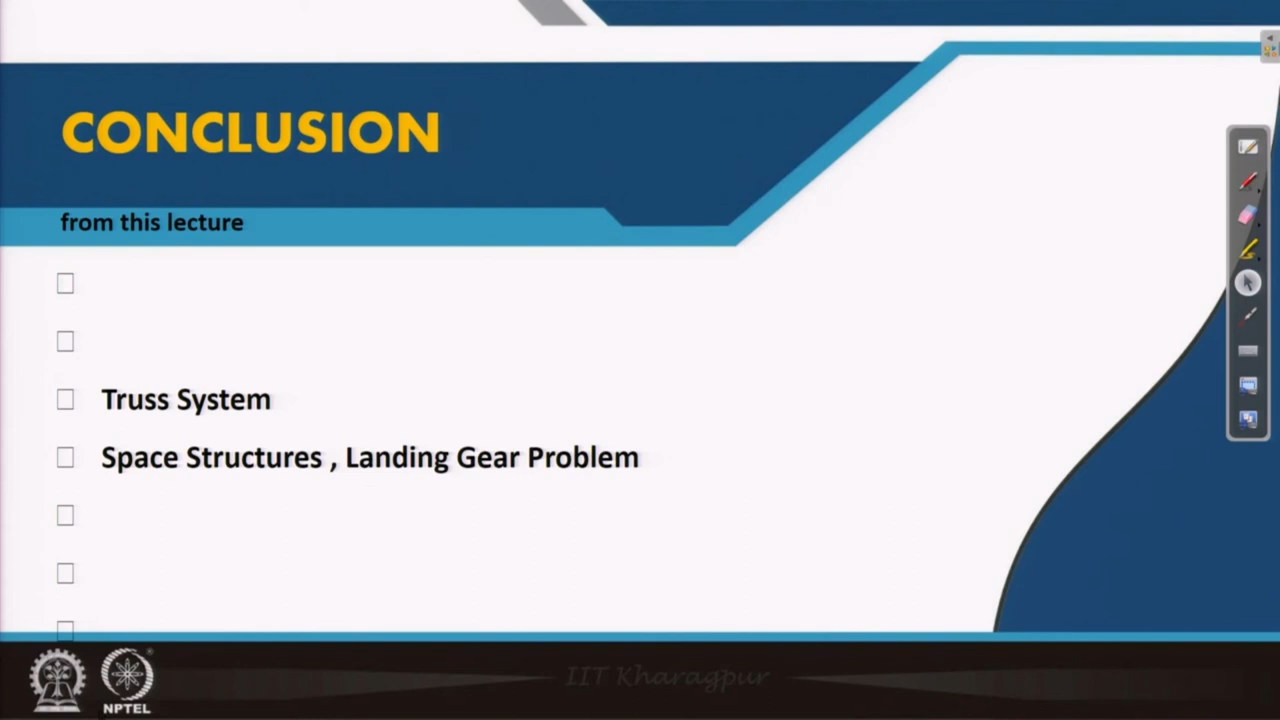 CONCLUSION
from this lecture
Truss System
Space Structures , Landing Gear Problem
IIT Kharagpur
NPTEL